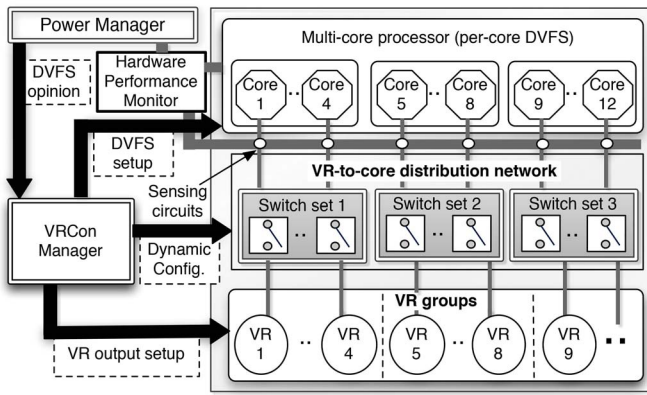 Power Manager
DVFS
opinion
Hardware
Performance
Monitor
Multi-core processor (per-core DVFS)
Core
1
..
Core
4
Core
5
..
Core
8
Core
9
..
Core
12
DVFS
setup
Sensing
circuits
VR-to-core distribution network
Switch set 1
..
Switch set 2
..
Switch set 3
..
VRCon
Manager
Dynamic
Config.
VR groups
VR
1
..
VR
4
VR
5
..
VR
8
VR
9
..
VR output setup